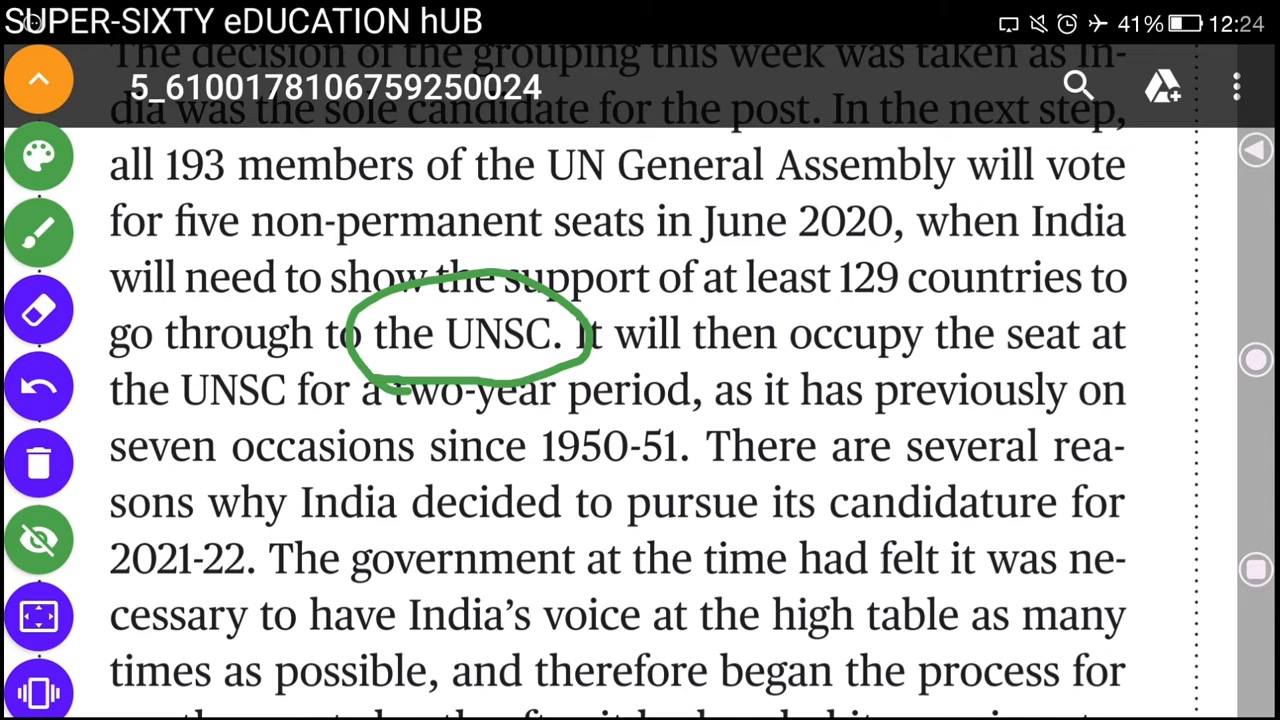 SUPER-SIXTY eDUCATION hUB
41% 12:24
The decision of the grouping this week was taken as In-
5_6100178106759250024
dia was the sole candidate for the post. In the next step,
all 193 members of the UN General Assembly will vote
for five non-permanent seats in June 2020, when India
will need to show the support of at least 129 countries to
go through to the UNSC. It will then occupy the seat at
the UNSC for a two-year period, as it has previously on
seven occasions since 1950-51. There are several rea-
sons why India decided to pursue its candidature for
2021-22. The government at the time had felt it was ne-
cessary to have India's voice at the high table as many
times as possible, and therefore began the process for